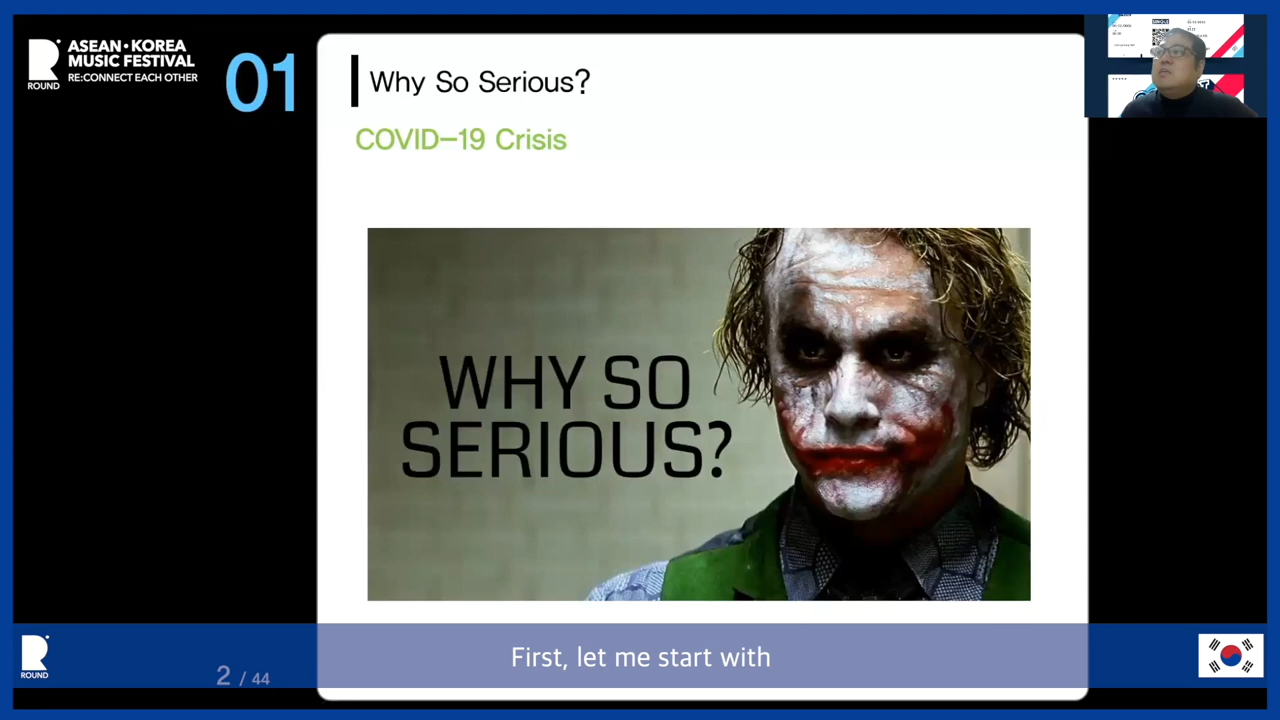 ROUND
ASEAN•KOREA
MUSIC FESTIVAL
RE:CONNECT EACH OTHER
01
Why So Serious?
COVID-19 Crisis
WHY SO
SERIOUS?
First, let me start with
ROUND
2 / 44